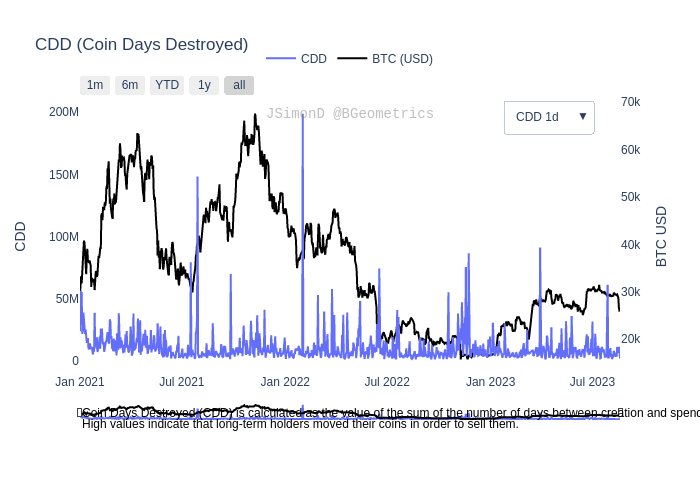 CDD (Coin Days Destroyed)
CDD BTC (USD)
1m 6m YTD 1y all
JSimonD @BGeometrics
CDD 1d ▼
200M
150M
100M
50M
0
CDD
70k
60k
50k
40k
30k
20k
BTC USD
Jan 2021 Jul 2021 Jan 2022 Jul 2022 Jan 2023 Jul 2023
Coin Days Destroyed (CDD) is calculated as the value of the sum of the number of days between creation and spend
High values indicate that long-term holders moved their coins in order to sell them.